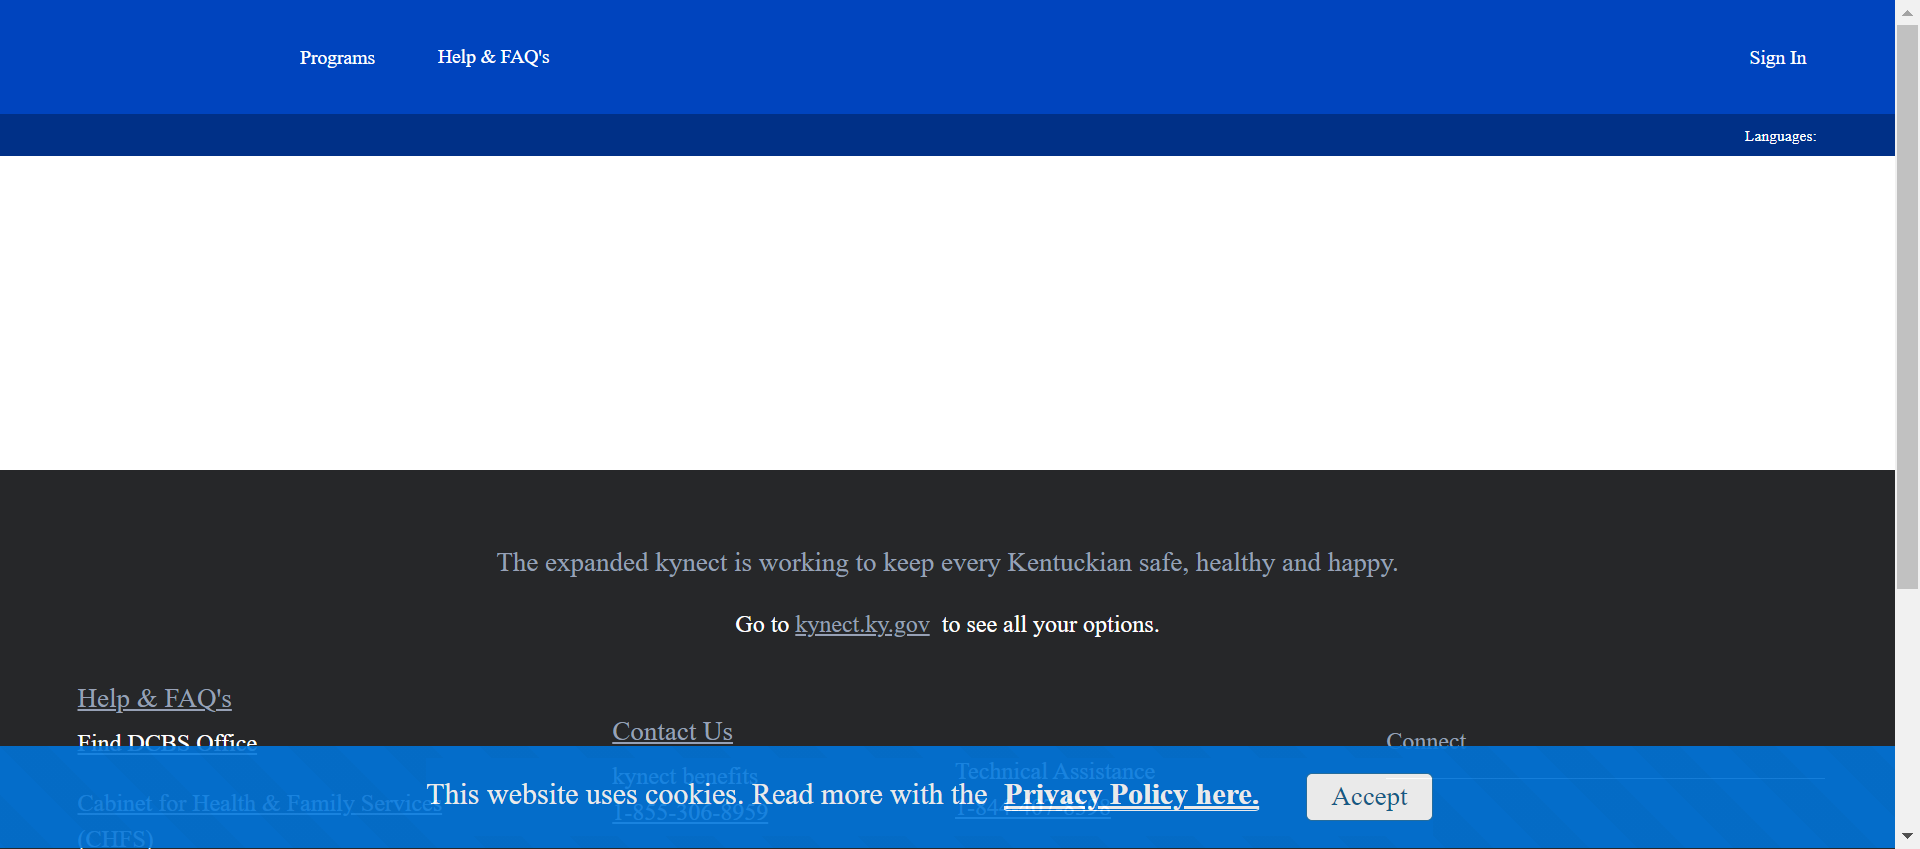 Programs
Help & FAQ's
Sign In
Languages:
The expanded kynect is working to keep every Kentuckian safe, healthy and happy.
Go to kynect.ky.gov to see all your options.
Help & FAQ's
Find DCBS Office
Cabinet for Health & Family Services
(CHFS)
Contact Us
kynect benefits
1-855-306-8959
Technical Assistance
Connect
This website uses cookies. Read more with the Privacy Policy here.
Accept